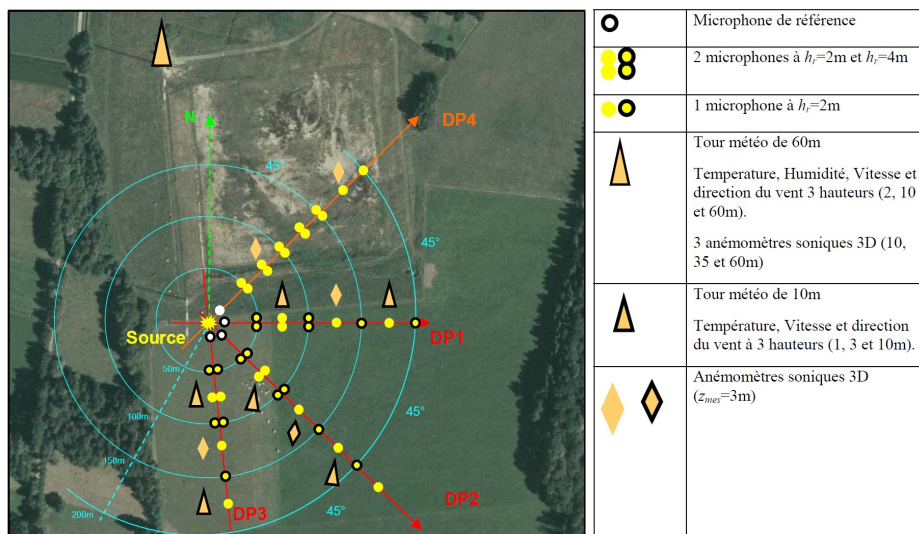 N
DP4
45°
45°
45°
45°
Source
DP1
50m
100m
150m
200m
DP3
DP2
Microphone de référence
2 microphones à hr=2m et hr=4m
1 microphone à hr=2m
Tour météo de 60m
Temperature, Humidité, Vitesse et
direction du vent 3 hauteurs (2, 10
et 60m).
3 anémomètres soniques 3D (10,
35 et 60m)
Tour météo de 10m
Température, Vitesse et direction
du vent à 3 hauteurs (1, 3 et 10m).
Anémomètres soniques 3D
(zmes=3m)